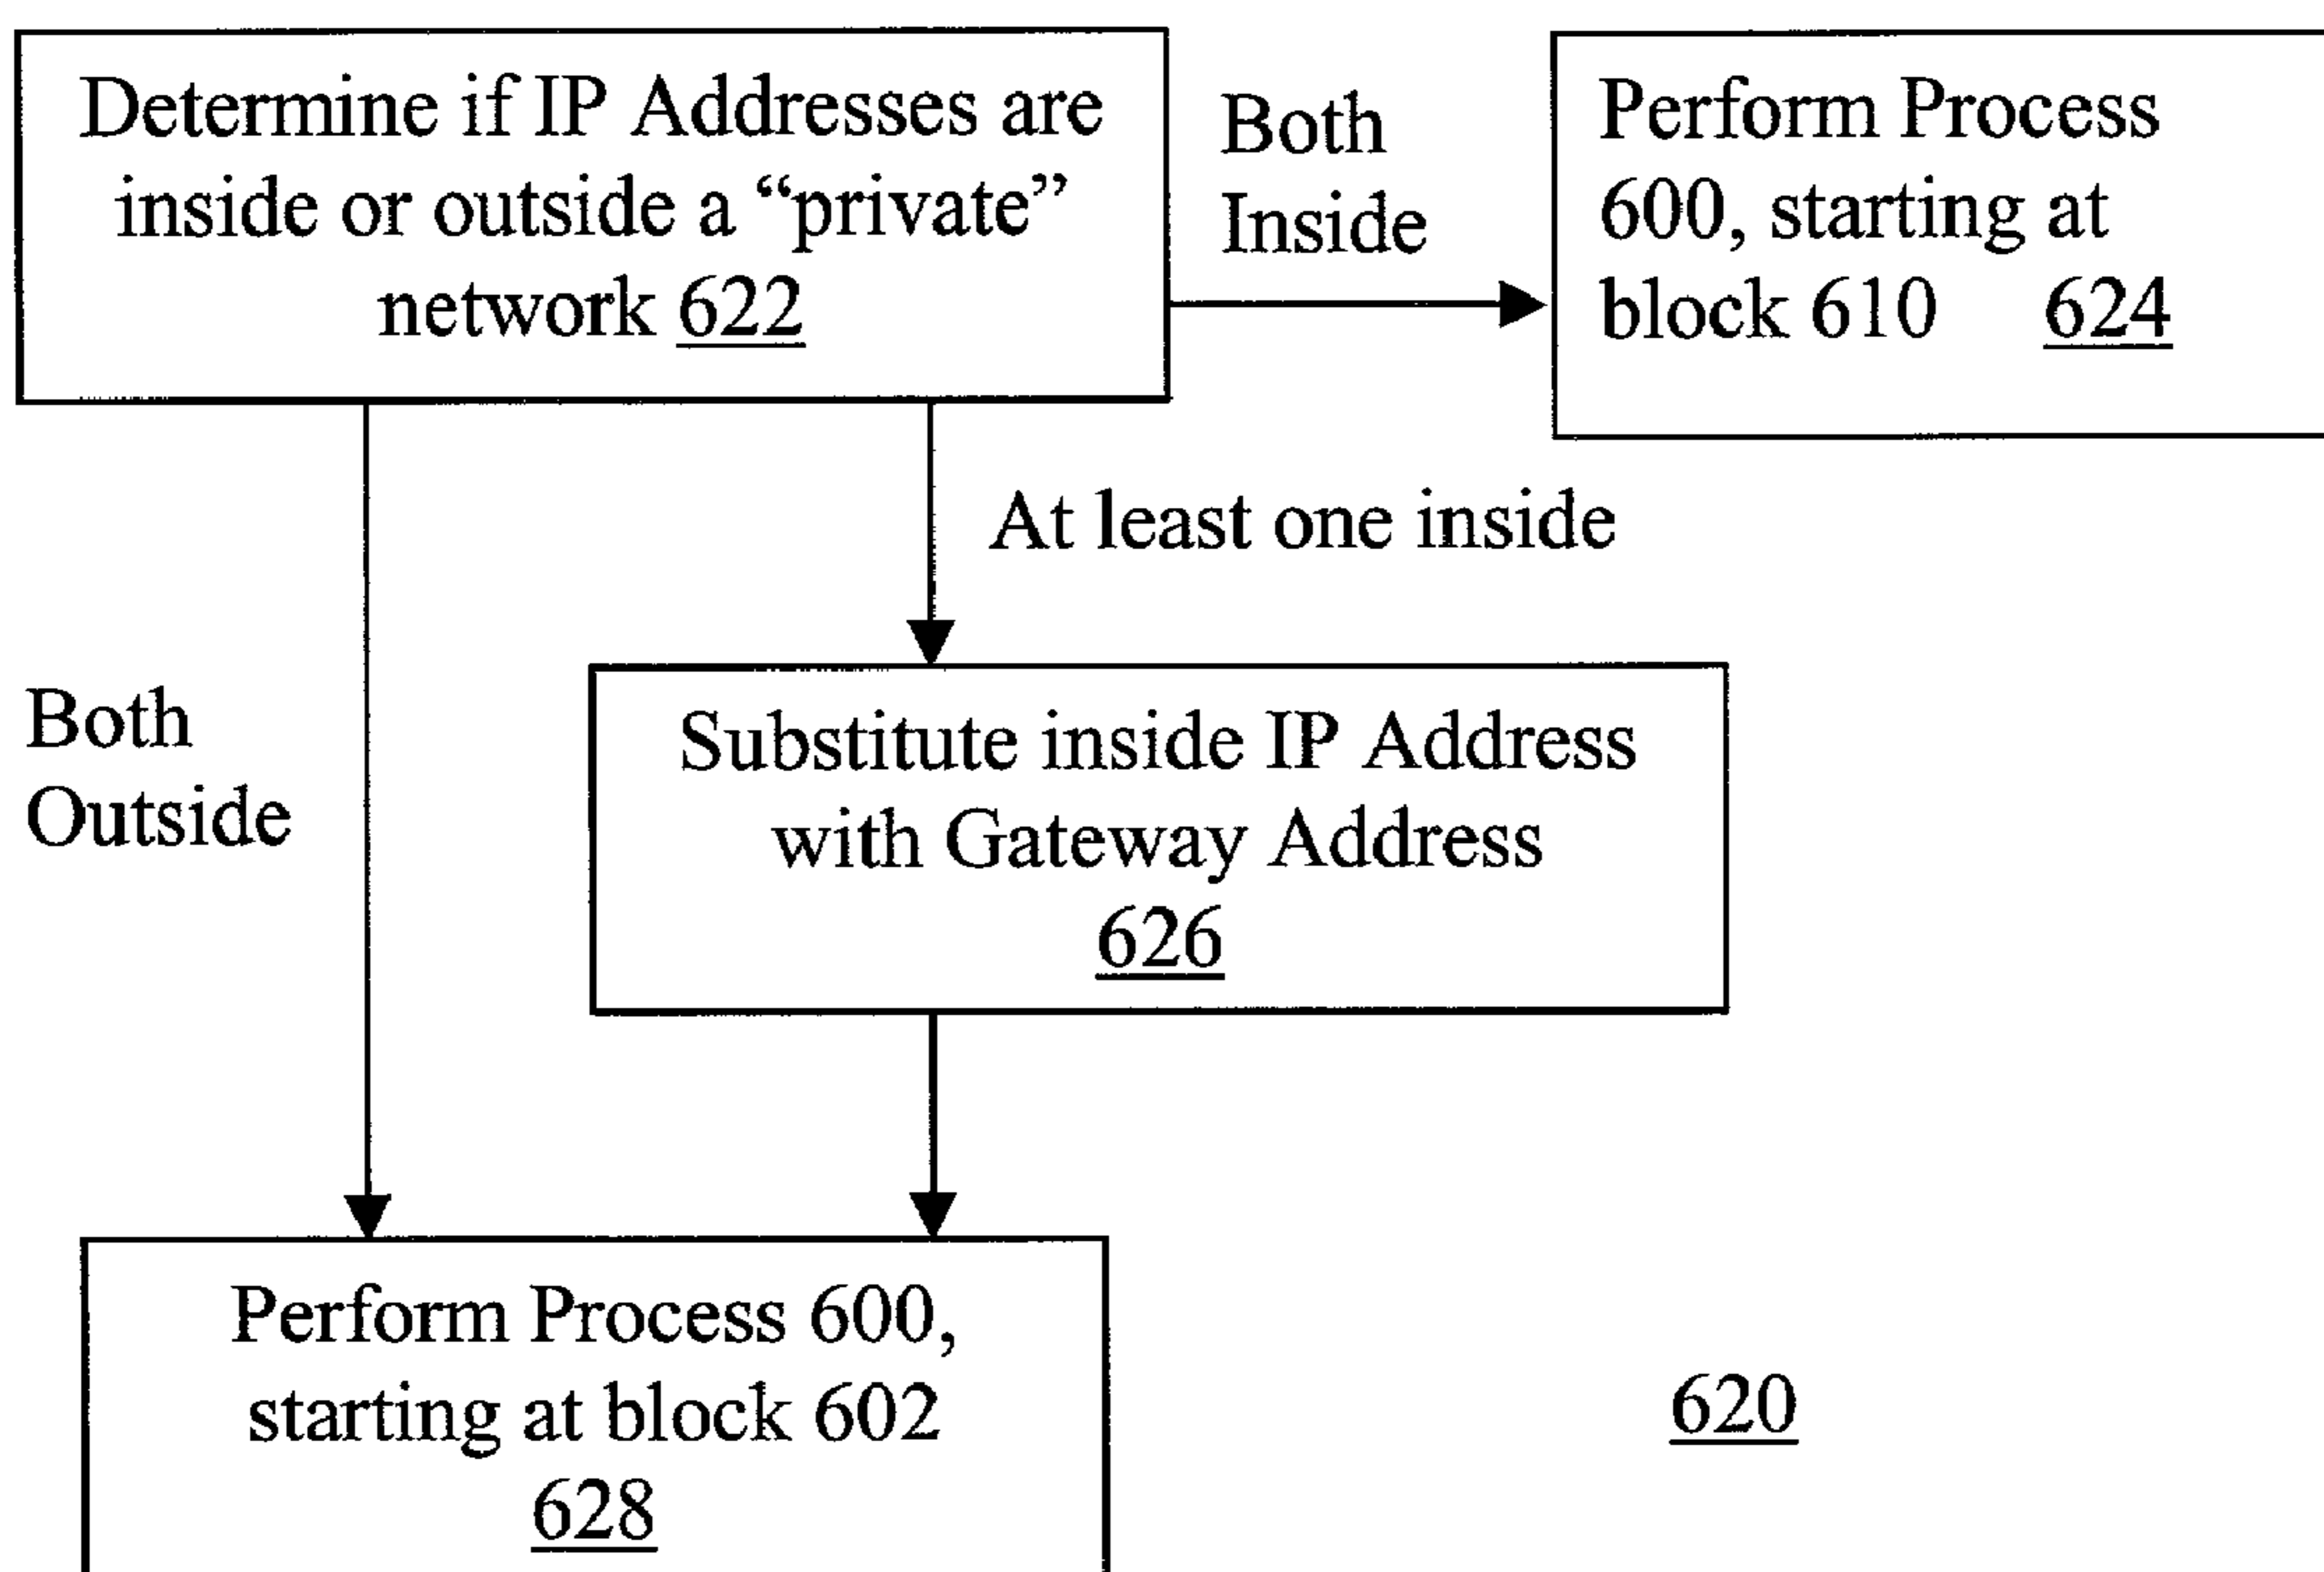 Determine if IP Addresses are
inside or outside a “private”
network 622
Both
Inside
Perform Process
600, starting at
block 610 624
At least one inside
Both
Outside
Substitute inside IP Address
with Gateway Address
626
Perform Process 600,
starting at block 602
628
620